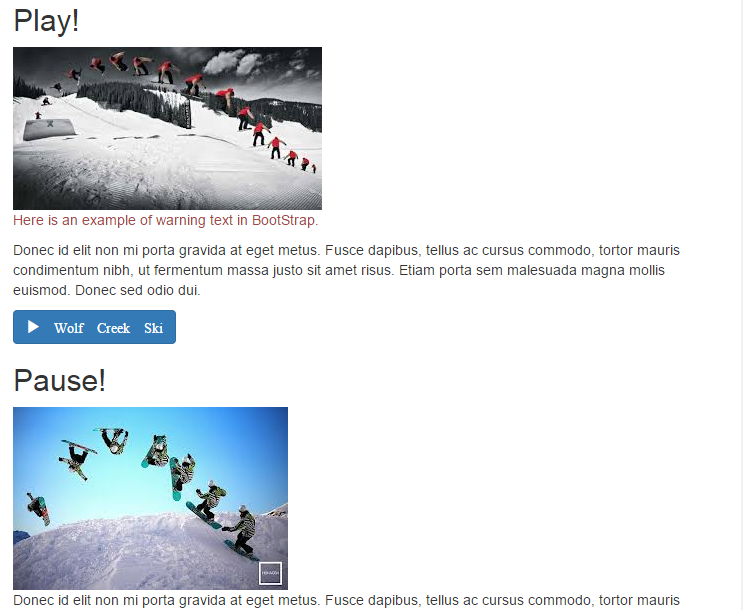 Play!
Here is an example of warning text in BootStrap.
Donec id elit non mi porta gravida at eget metus. Fusce dapibus, tellus ac cursus commodo, tortor mauris
condimentum nibh, ut fermentum massa justo sit amet risus. Etiam porta sem malesuada magna mollis
euismod. Donec sed odio dui.
Wolf Creek Ski
Pause!
Donec id elit non mi porta gravida at eget metus. Fusce dapibus, tellus ac cursus commodo, tortor mauris